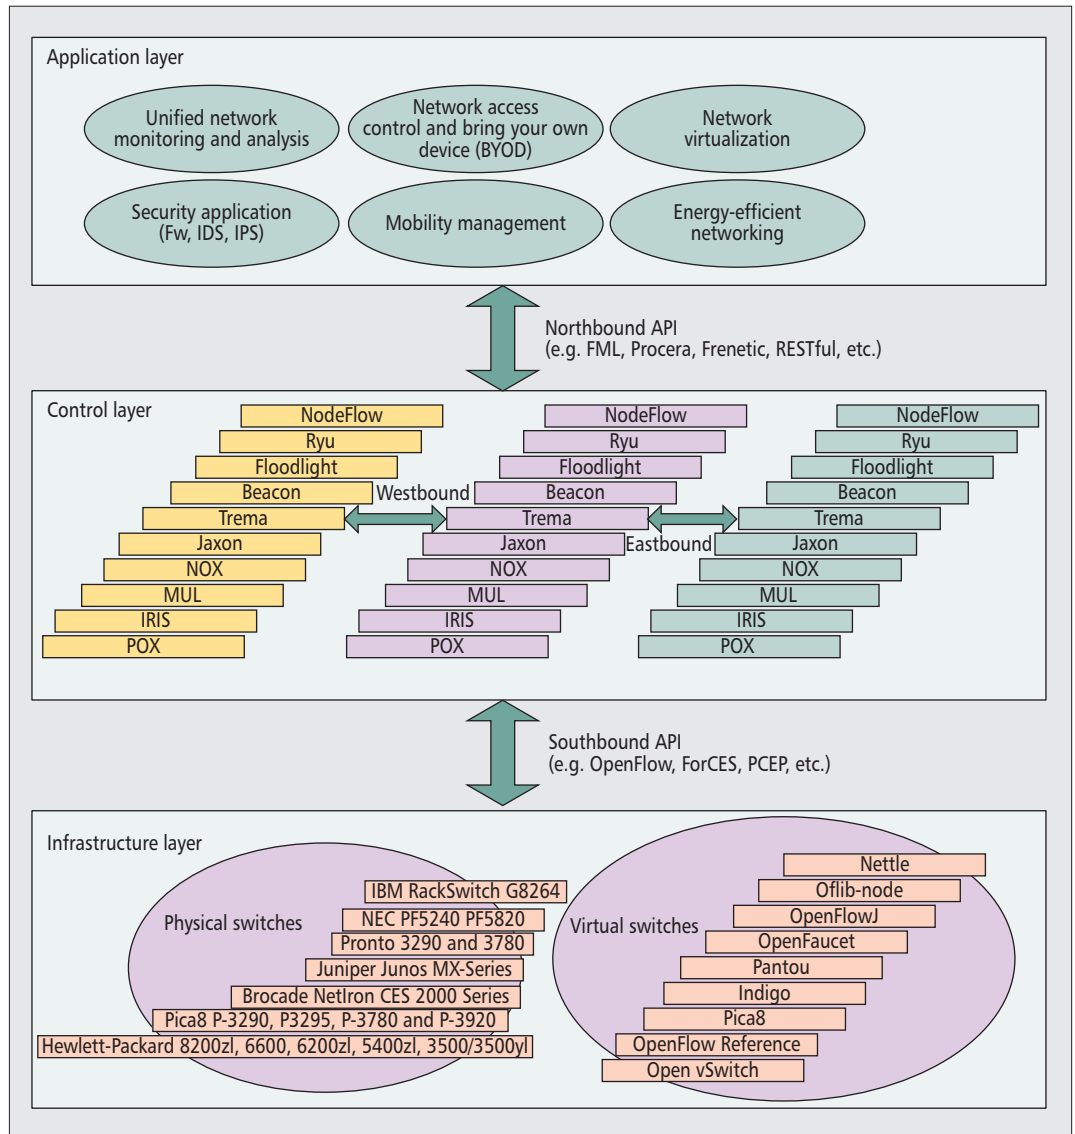 Application layer
Unified network
monitoring and analysis
Network access
control and bring your own
device (BYOD)
Network
virtualization
Security application
(Fw, IDS, IPS)
Mobility management
Energy-efficient
networking
Northbound API
(e.g. FML, Procera, Frenetic, RESTful, etc.)
Control layer
NodeFlow
Ryu
Floodlight
Beacon
Trema
Jaxon
NOX
MUL
IRIS
POX
Westbound
NodeFlow
Ryu
Floodlight
Beacon
Trema
Jaxon
NOX
MUL
IRIS
POX
Eastbound
NodeFlow
Ryu
Floodlight
Beacon
Trema
Jaxon
NOX
MUL
IRIS
POX
Southbound API
(e.g. OpenFlow, ForCES, PCEP, etc.)
Infrastructure layer
Physical switches
IBM RackSwitch G8264
NEC PF5240 PF5820
Pronto 3290 and 3780
Juniper Junos MX-Series
Brocade NetIron CES 2000 Series
Pica8 P-3290, P3295, P-3780 and P-3920
Hewlett-Packard 8200zl, 6600, 6200zl, 5400zl, 3500/3500yl
Virtual switches
Nettle
Oflib-node
OpenFlowJ
OpenFaucet
Pantou
Indigo
Pica8
OpenFlow Reference
Open vSwitch